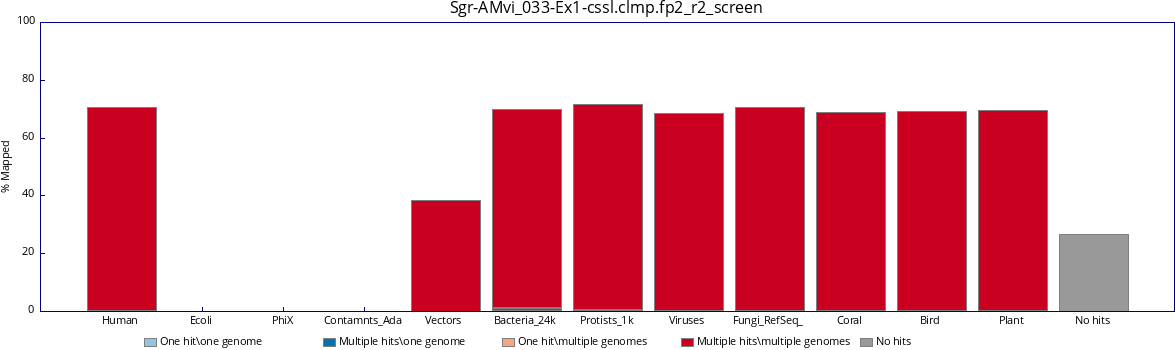 Sgr-AMvi_033-Ex1-cssl.clmp.fp2_r2_screen
100
80
60
40
20
0
% Mapped
Human Ecoli PhiX Contamnts_Ada Vectors Bacteria_24k Protists_1k Viruses Fungi_RefSeq_ Coral Bird Plant No hits
One hit\one genome Multiple hits\one genome One hit\multiple genomes Multiple hits\multiple genomes No hits